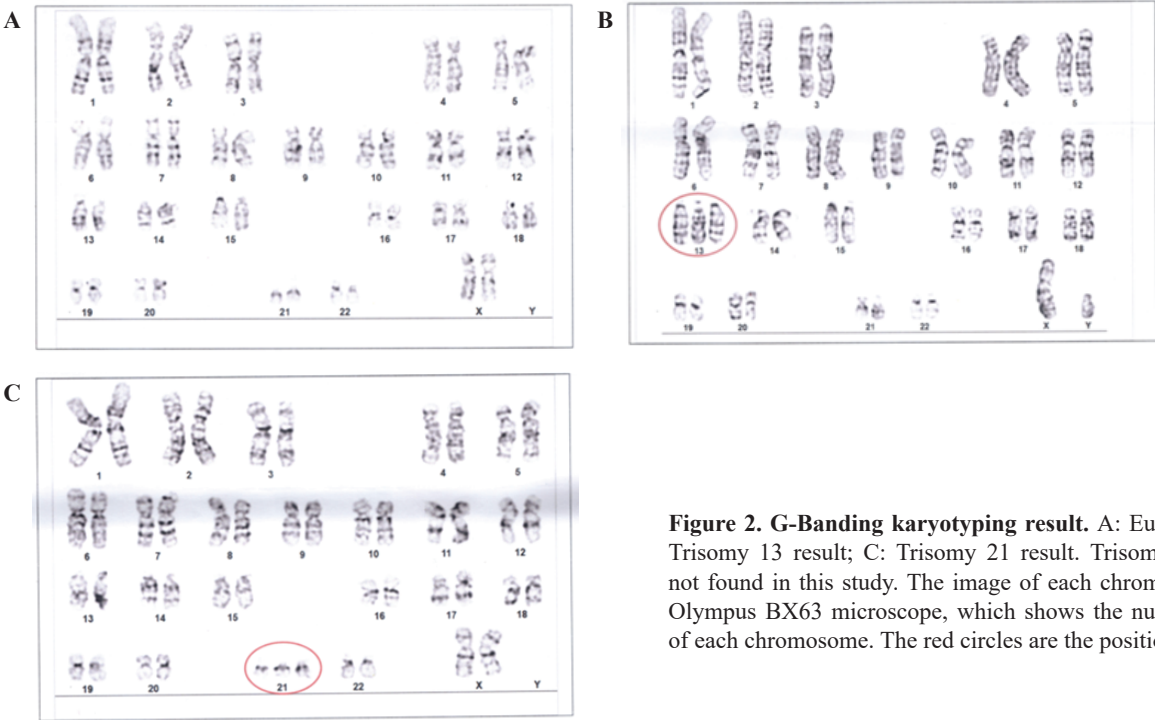 A
1 2 3 4 5
6 7 8 9 10 11 12
13 14 15 16 17 18
19 20 21 22 X Y
B
1 2 3 4 5
6 7 8 9 10 11 12
13 14 15 16 17 18
19 20 21 22 X Y
C
1 2 3 4 5
6 7 8 9 10 11 12
13 14 15 16 17 18
19 20 21 22 X Y
Figure 2. G-Banding karyotyping result. A: Eu
Trisomy 13 result; C: Trisomy 21 result. Trisom
not found in this study. The image of each chrom
Olympus BX63 microscope, which shows the nu
of each chromosome. The red circles are the positi